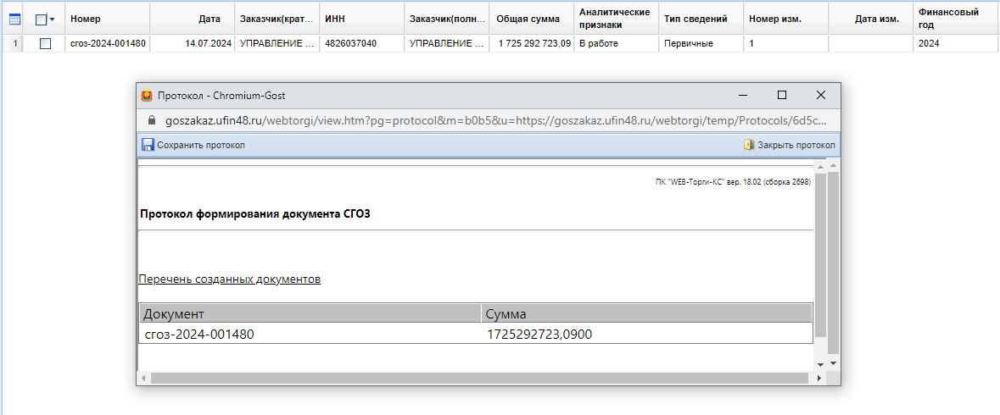 Номер Дата Заказчик(крат... ИНН Заказчик(полн... Общая сумма Аналитические признаки Тип сведений Номер изм. Дата изм. Финансовый год
1 сгоз-2024-001480 14.07.2024 УПРАВЛЕНИЕ ... 4826037040 УПРАВЛЕНИЕ ... 1 725 292 723,09 В работе Первичные 1 2024
Протокол - Chromium-Gost
goszakaz.ufin48.ru/webtorgi/view.htm?pg=protocol&m=b0b5&u=https://goszakaz.ufin48.ru/webtorgi/temp/Protocols/6d5c...
Сохранить протокол Закрыть протокол
ПК "WEB-Торги-КС" вер. 18.02 (сборка 2698)
Протокол формирования документа СГОЗ
Перечень созданных документов
Документ Сумма
сгоз-2024-001480 1725292723,0900